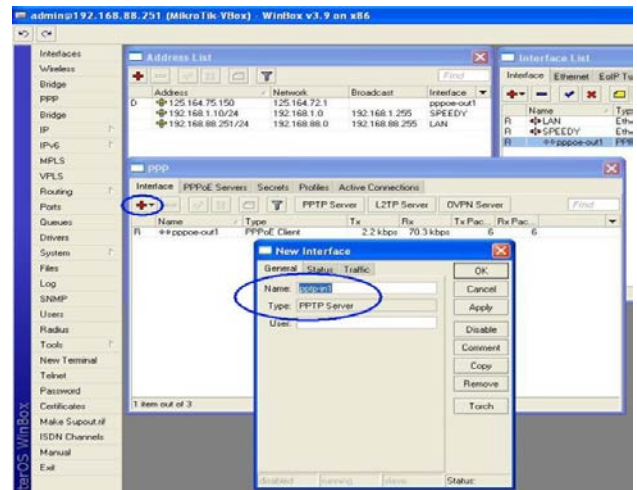 admin@192.168.88.251 (MikroTik-VBox) - WinBox v3.9 on x86
Interfaces
Wireless
Bridge
PPP
Bridge
IP
IPv6
MPLS
VPLS
Routing
Ports
Queues
Drivers
System
Files
Log
SNMP
Users
Radius
Tools
New Terminal
Telnet
Password
Certificates
Make Supout.rif
ISDN Channels
Manual
Exit
terOS WinBox
Address List
Find
Address Network Broadcast Interface
D 125.164.75.150 125.164.72.1 pppoe-out1
192.168.1.10/24 192.168.1.0 192.168.1.255 SPEEDY
192.168.88.251/24 192.168.88.0 192.168.88.255 LAN
Interface List
Interface Ethernet EoIP Tu
Name Type
R LAN Ethe
R SPEEDY Ethe
R pppoe-out1 PPPo
PPP
Interface PPPoE Servers Secrets Profiles Active Connections
PPTP Server L2TP Server OVPN Server Find
Name Type Tx Rx Tx Pac... Rx Pac...
R pppoe-out1 PPPoE Client 2.2 kbps 70.3 kbps 6 6
1 item out of 3
New Interface
General Status Traffic
Name: pptp-in1
Type: PPTP Server
User:
OK
Cancel
Apply
Disable
Comment
Copy
Remove
Torch
disabled running slave Status: